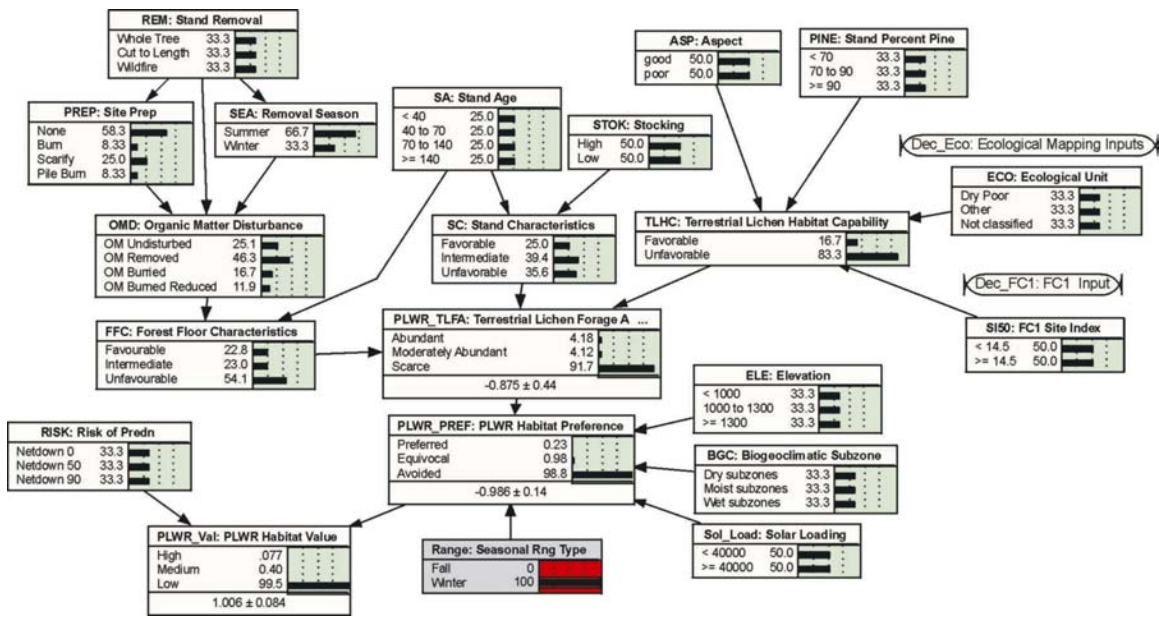 REM: Stand Removal
Whole Tree 33.3
Cut to Length 33.3
Wildfire 33.3
ASP: Aspect
good 50.0
poor 50.0
PINE: Stand Percent Pine
< 70 33.3
70 to 90 33.3
>= 90 33.3
PREP: Site Prep
None 58.3
Burn 8.33
Scarify 25.0
Pile Burn 8.33
SEA: Removal Season
Summer 66.7
Winter 33.3
SA: Stand Age
< 40 25.0
40 to 70 25.0
70 to 140 25.0
>= 140 25.0
STOK: Stocking
High 50.0
Low 50.0
Dec_Eco: Ecological Mapping Inputs
ECO: Ecological Unit
Dry Poor 33.3
Other 33.3
Not classified 33.3
OMD: Organic Matter Disturbance
OM Undisturbed 25.1
OM Removed 46.3
OM Burried 16.7
OM Burned Reduced 11.9
SC: Stand Characteristics
Favorable 25.0
Intermediate 39.4
Unfavorable 35.6
TLHC: Terrestrial Lichen Habitat Capability
Favorable 16.7
Unfavorable 83.3
Dec_FC1: FC1 Input
SI50: FC1 Site Index
< 14.5 50.0
>= 14.5 50.0
FFC: Forest Floor Characteristics
Favourable 22.8
Intermediate 23.0
Unfavourable 54.1
PLWR_TLFA: Terrestrial Lichen Forage A ...
Abundant 4.18
Moderately Abundant 4.12
Scarce 91.7
-0.875 ± 0.44
ELE: Elevation
< 1000 33.3
1000 to 1300 33.3
>= 1300 33.3
RISK: Risk of Predn
Netdown 0 33.3
Netdown 50 33.3
Netdown 90 33.3
PLWR_PREF: PLWR Habitat Preference
Preferred 0.23
Equivocal 0.98
Avoided 98.8
-0.986 ± 0.14
BGC: Biogeoclimatic Subzone
Dry subzones 33.3
Moist subzones 33.3
Wet subzones 33.3
PLWR_Val: PLWR Habitat Value
High .077
Medium 0.40
Low 99.5
1.006 ± 0.084
Range: Seasonal Rng Type
Fall 0
Winter 100
Sol_Load: Solar Loading
< 40000 50.0
>= 40000 50.0